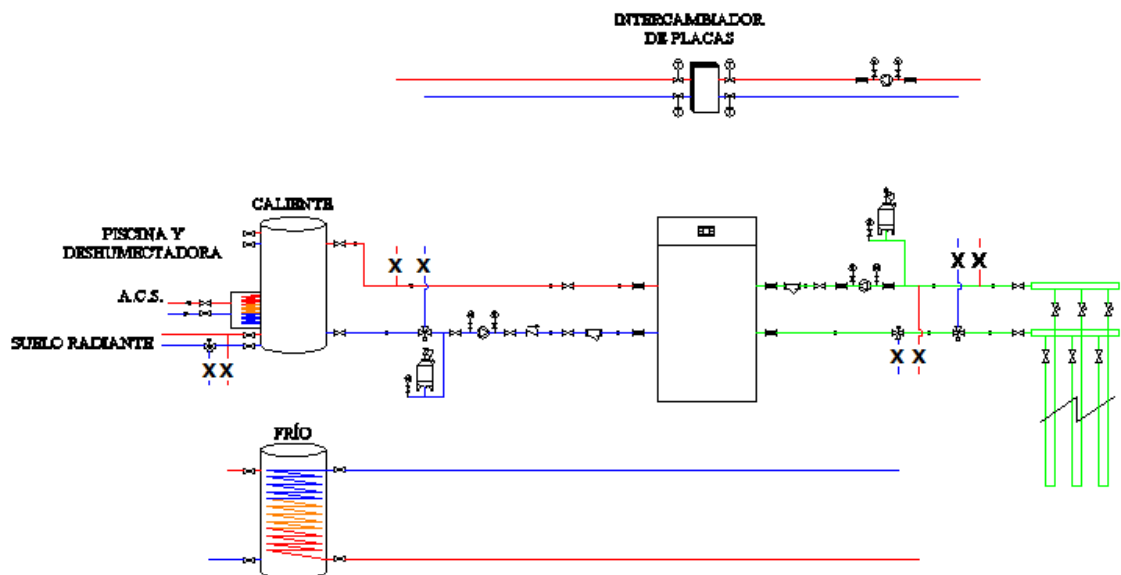 INTERCAMBIADOR
DE PLACAS
CALIENTE
PISCINA Y
DESHUMECTADORA
A.C.S.
SUELO RADIANTE
X X
X X
X X
X X
X X
FRÍO